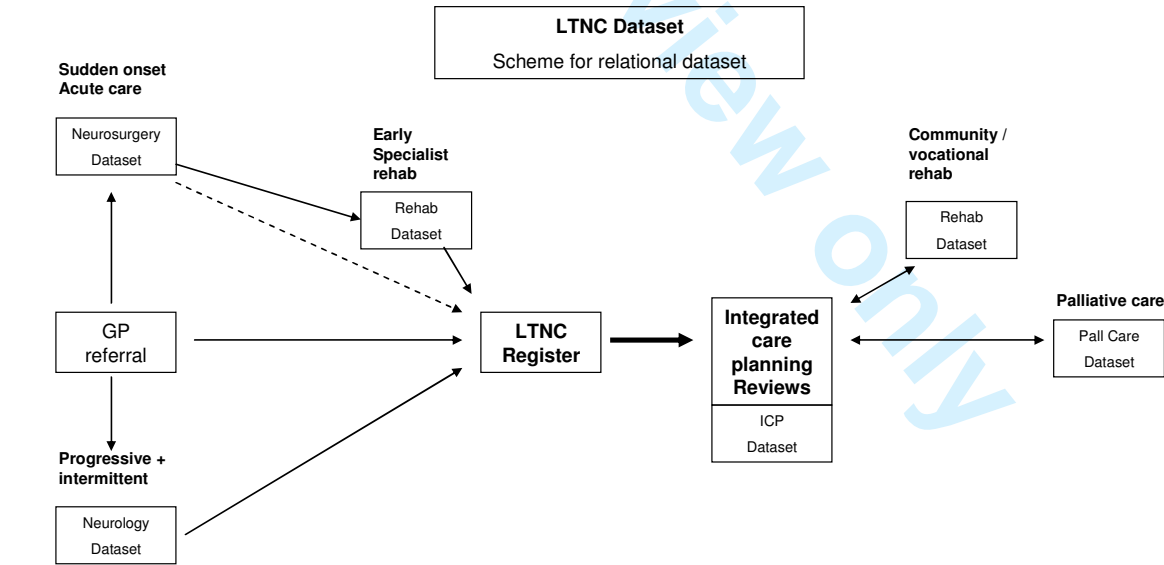 LTNC Dataset
Scheme for relational dataset
Sudden onset
Acute care
Neurosurgery
Dataset
Early
Specialist
rehab
Rehab
Dataset
Community /
vocational
rehab
Rehab
Dataset
GP
referral
LTNC
Register
Integrated
care
planning
Reviews
ICP
Dataset
Palliative care
Pall Care
Dataset
Progressive +
intermittent
Neurology
Dataset
view only